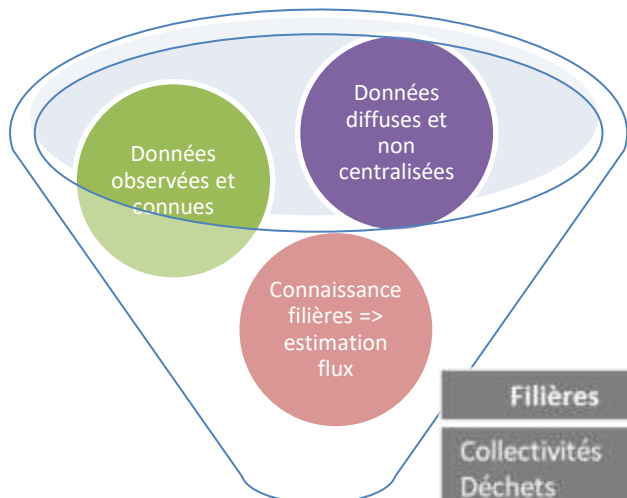 Données
diffuses et
non
centralisées
Données
observées et
connues
Connaissance
filières =>
estimation
flux
Filières
Collectivités
Déchets